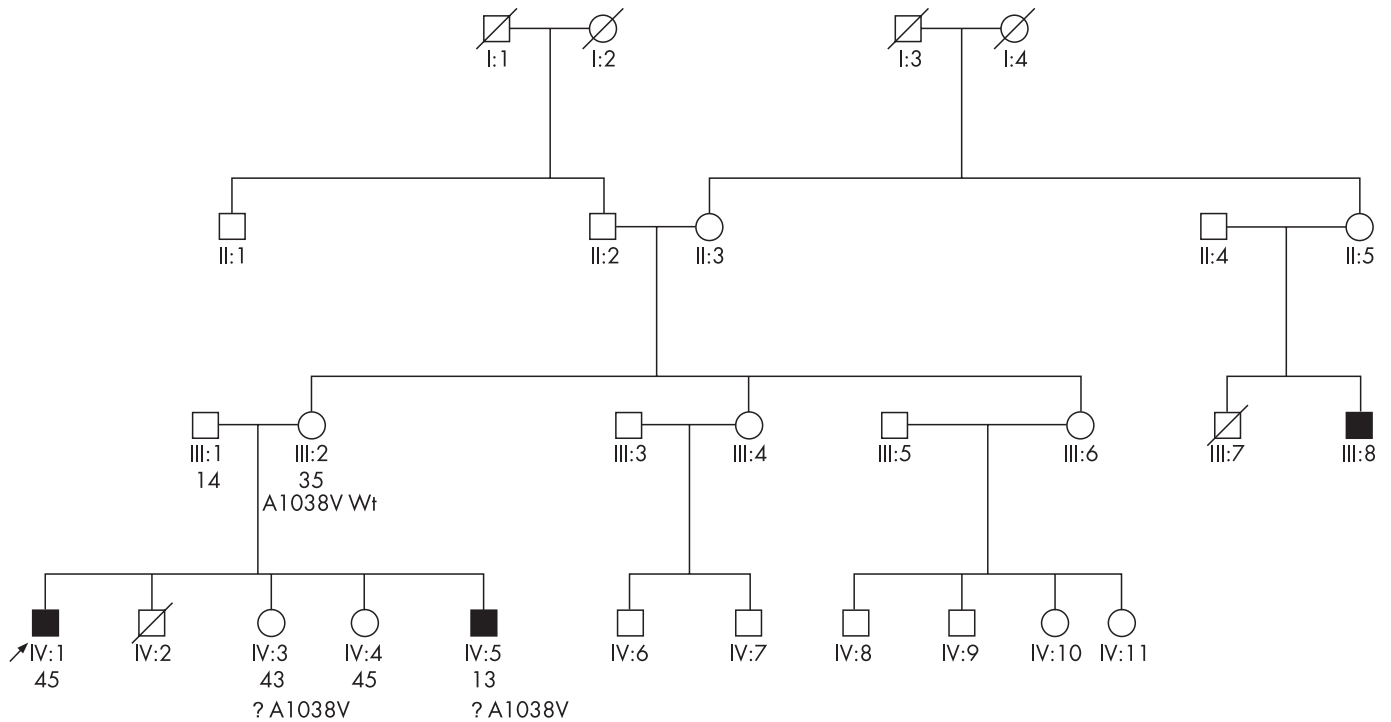 I:1 I:2 I:3 I:4
II:1 II:2 II:3 II:4 II:5
III:1 III:2 III:3 III:4 III:5 III:6 III:7 III:8
14 35
A1038V Wt
IV:1 IV:2 IV:3 IV:4 IV:5 IV:6 IV:7 IV:8 IV:9 IV:10 IV:11
45 43 45 13
? A1038V ? A1038V